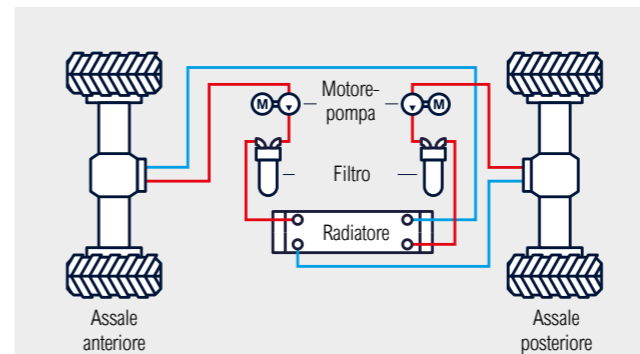 M
Motore-
pompa
M
Filtro
Radiatore
Assale
anteriore
Assale
posteriore